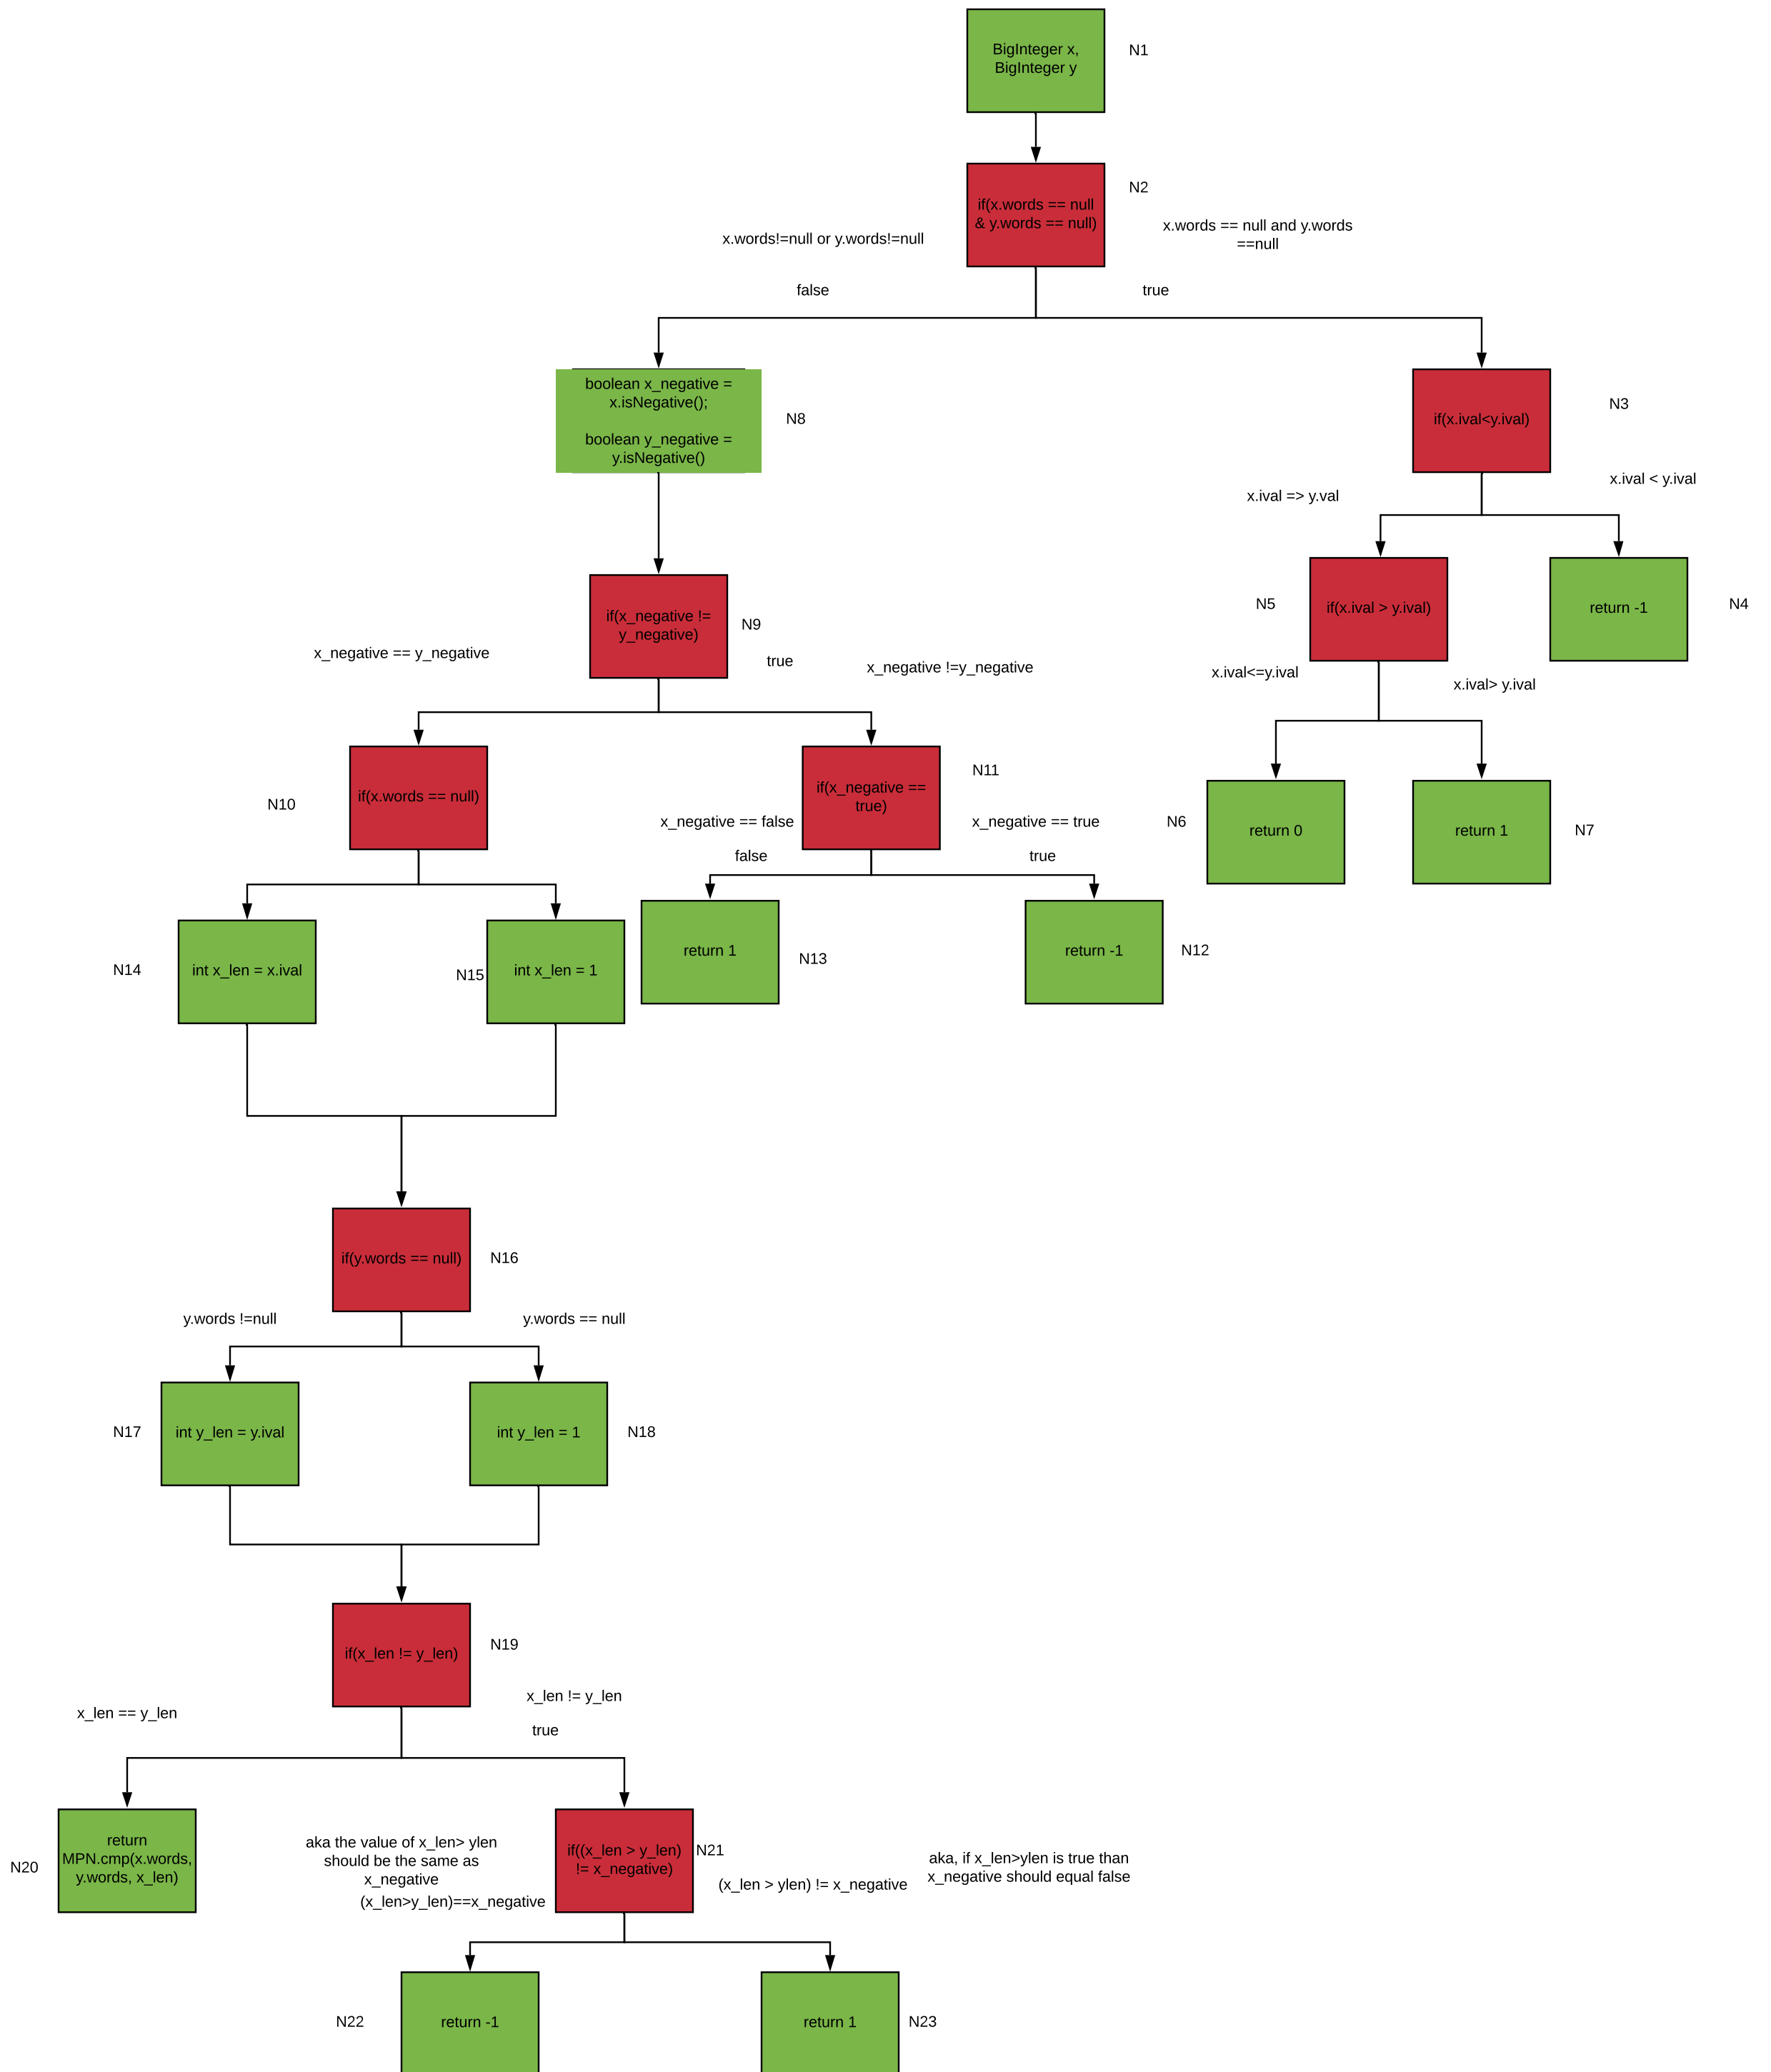 BigInteger x,
BigInteger y
N1
N2
if(x.words == null
& y.words == null)
x.words == null and y.words
==null
x.words!=null or y.words!=null
false
true
boolean x_negative =
x.isNegative();
boolean y_negative =
y.isNegative()
N8
if(x.ival<y.ival)
N3
x.ival => y.val
x.ival < y.ival
if(x_negative !=
y_negative)
N9
N5
if(x.ival > y.ival)
return -1
N4
x_negative == y_negative
true
x_negative !=y_negative
x.ival<=y.ival
x.ival> y.ival
N10
if(x.words == null)
if(x_negative ==
true)
N11
x_negative == false
x_negative == true
false
true
N6
return 0
return 1
N7
N14
int x_len = x.ival
N15
int x_len = 1
return 1
N13
return -1
N12
if(y.words == null)
N16
y.words !=null
y.words == null
N17
int y_len = y.ival
int y_len = 1
N18
if(x_len != y_len)
N19
x_len == y_len
x_len != y_len
true
N20
return
MPN.cmp(x.words,
y.words, x_len)
aka the value of x_len> ylen
should be the same as
x_negative
(x_len>y_len)==x_negative
if((x_len > y_len)
!= x_negative)
N21
(x_len > ylen) != x_negative
aka, if x_len>ylen is true than
x_negative should equal false
N22
return -1
return 1
N23